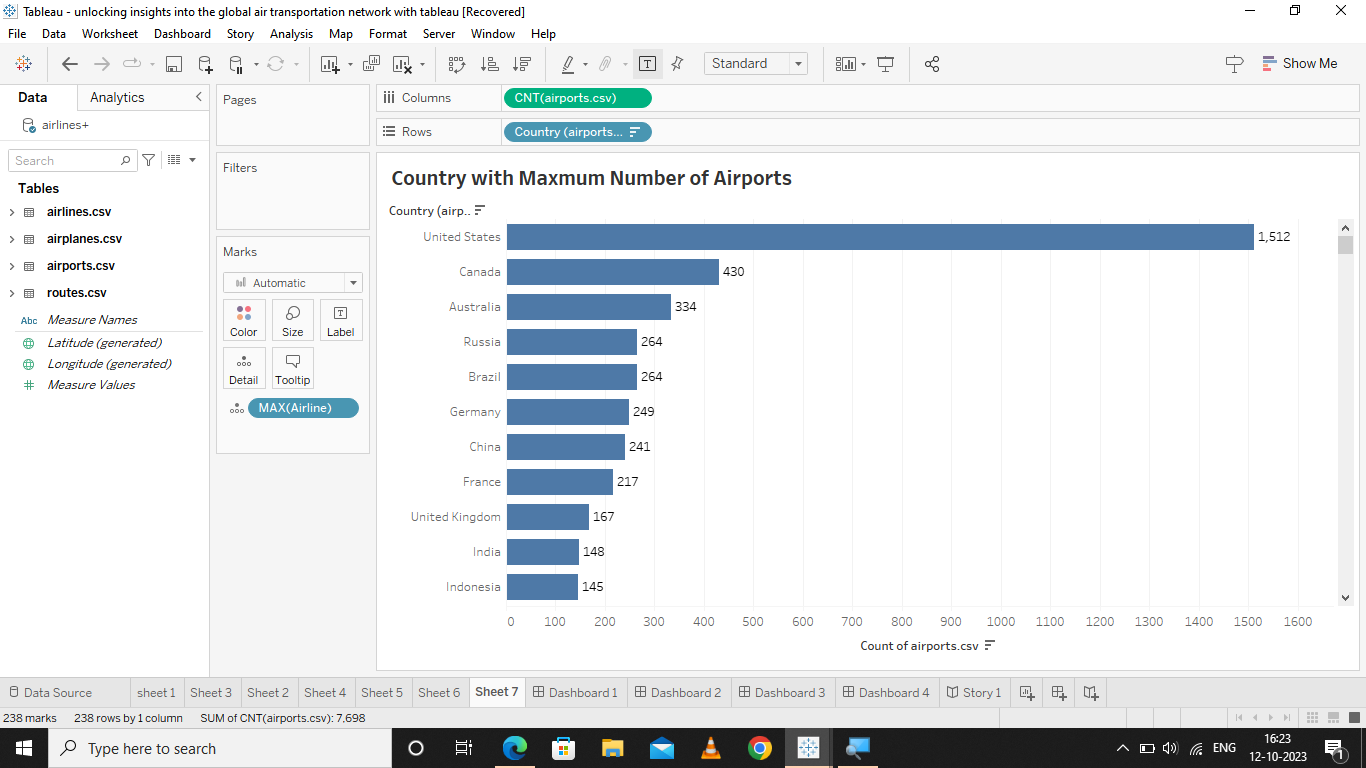 Tableau - unlocking insights into the global air transportation network with tableau [Recovered]
File Data Worksheet Dashboard Story Analysis Map Format Server Window Help
Standard
Show Me
Data Analytics
airlines+
Search
Tables
airlines.csv
airplanes.csv
airports.csv
routes.csv
Abc Measure Names
Latitude (generated)
Longitude (generated)
Measure Values
Pages
Filters
Marks
Automatic
Color Size Label
Detail Tooltip
MAX(Airline)
Columns CNT(airports.csv)
Rows Country (airports...
Country with Maxmum Number of Airports
Country (airp..
United States 1,512
Canada 430
Australia 334
Russia 264
Brazil 264
Germany 249
China 241
France 217
United Kingdom 167
India 148
Indonesia 145
0 100 200 300 400 500 600 700 800 900 1000 1100 1200 1300 1400 1500 1600
Count of airports.csv
Data Source sheet 1 Sheet 3 Sheet 2 Sheet 4 Sheet 5 Sheet 6 Sheet 7 Dashboard 1 Dashboard 2 Dashboard 3 Dashboard 4 Story 1
238 marks 238 rows by 1 column SUM of CNT(airports.csv): 7,698
Type here to search
ENG
16:23
12-10-2023
1